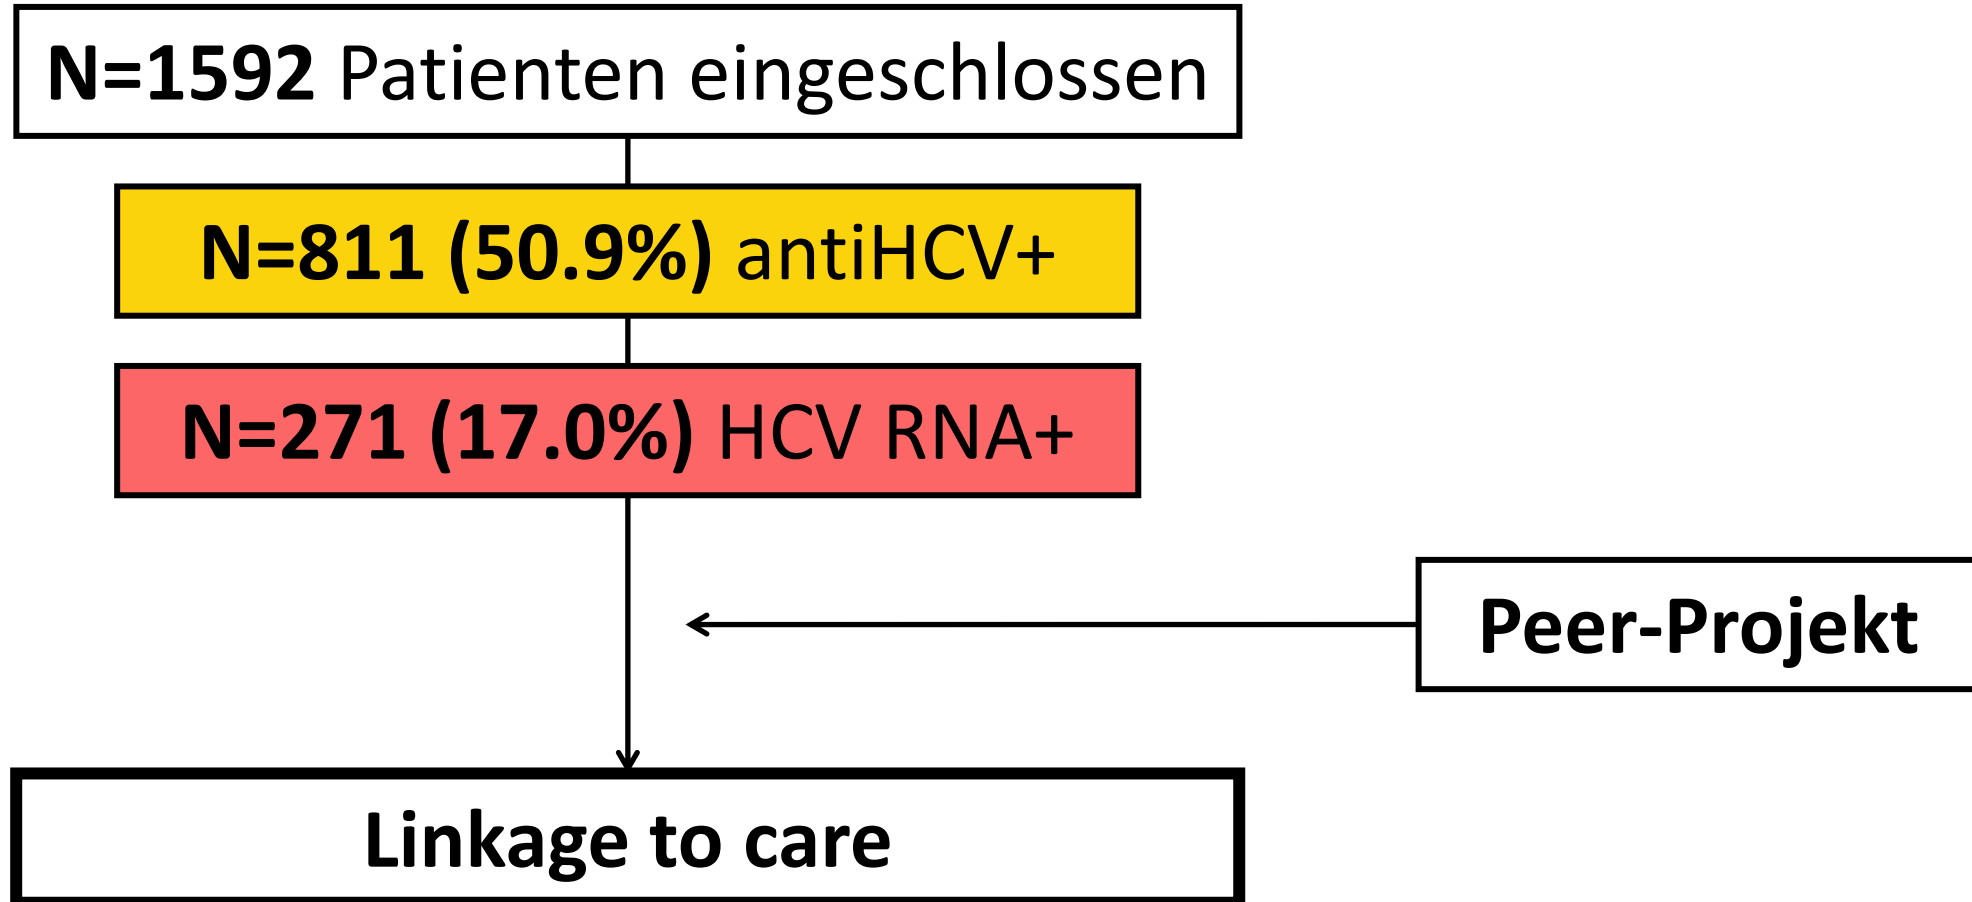 N=1592 Patienten eingeschlossen
N=811 (50.9%) antiHCV+
N=271 (17.0%) HCV RNA+
Peer-Projekt
Linkage to care